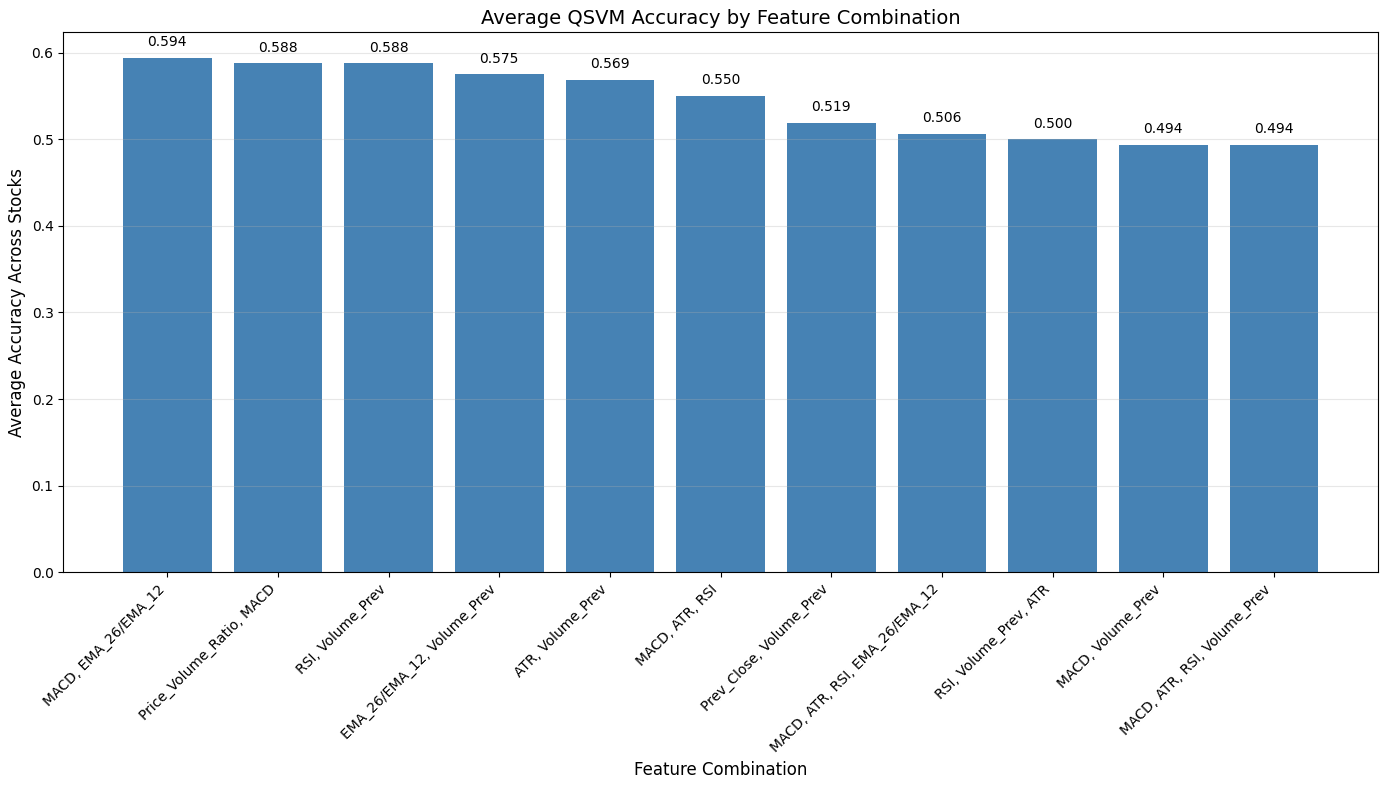 Average QSVM Accuracy by Feature Combination
Average Accuracy Across Stocks
0.6
0.5
0.4
0.3
0.2
0.1
0.0
0.594
0.588
0.588
0.575
0.569
0.550
0.519
0.506
0.500
0.494
0.494
MACD, EMA_26/EMA_12
Price_Volume_Ratio, MACD
RSI, Volume_Prev
EMA_26/EMA_12, Volume_Prev
ATR, Volume_Prev
MACD, ATR, RSI
Prev_Close, Volume_Prev
MACD, ATR, RSI, EMA_26/EMA_12
RSI, Volume_Prev, ATR
MACD, Volume_Prev
MACD, ATR, RSI, Volume_Prev
Feature Combination